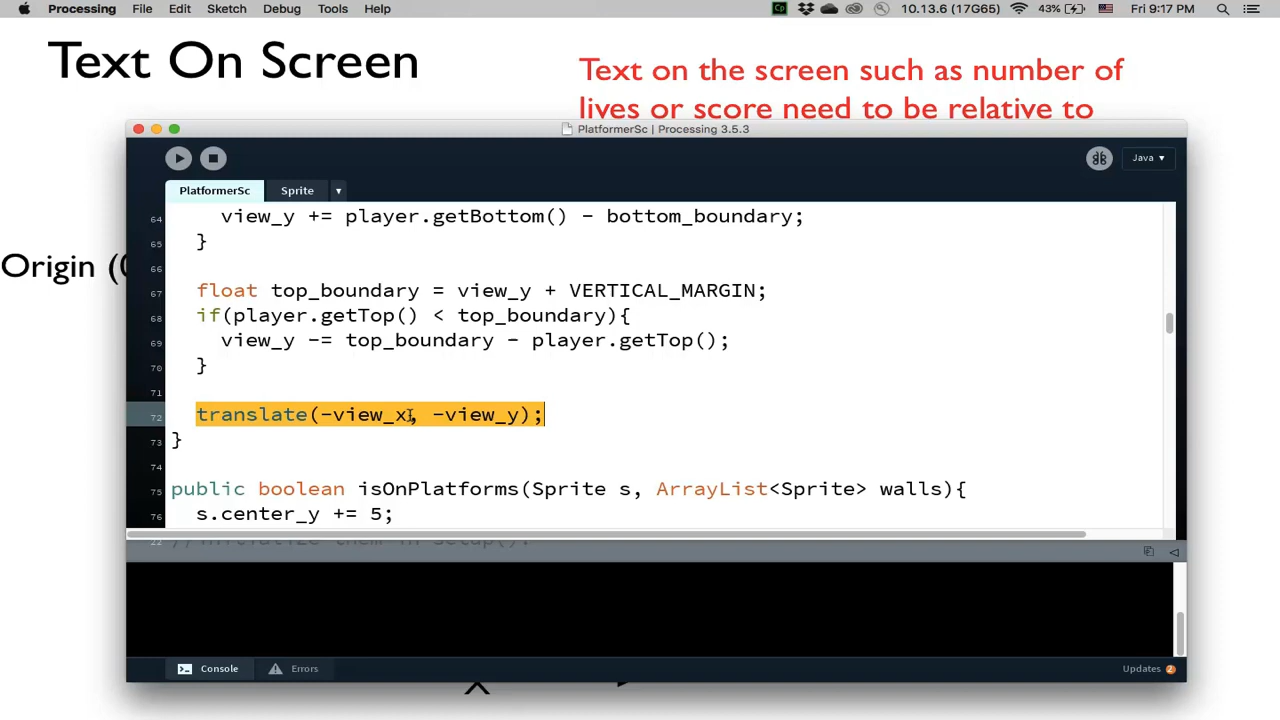 Processing File Edit Sketch Debug Tools Help 10.13.6 (17G65) 43% Fri 9:17 PM
Text On Screen
Text on the screen such as number of
lives or score need to be relative to
PlatformerSc | Processing 3.5.3
Java ▾
PlatformerSc Sprite ▾
64 view_y += player.getBottom() - bottom_boundary;
65 }
66
Origin (
67 float top_boundary = view_y + VERTICAL_MARGIN;
68 if(player.getTop() < top_boundary){
69 view_y -= top_boundary - player.getTop();
70 }
71
72 translate(-view_x, -view_y);
73 }
74
75 public boolean isOnPlatforms(Sprite s, ArrayList<Sprite> walls){
76 s.center_y += 5;
Console Errors Updates 2
x